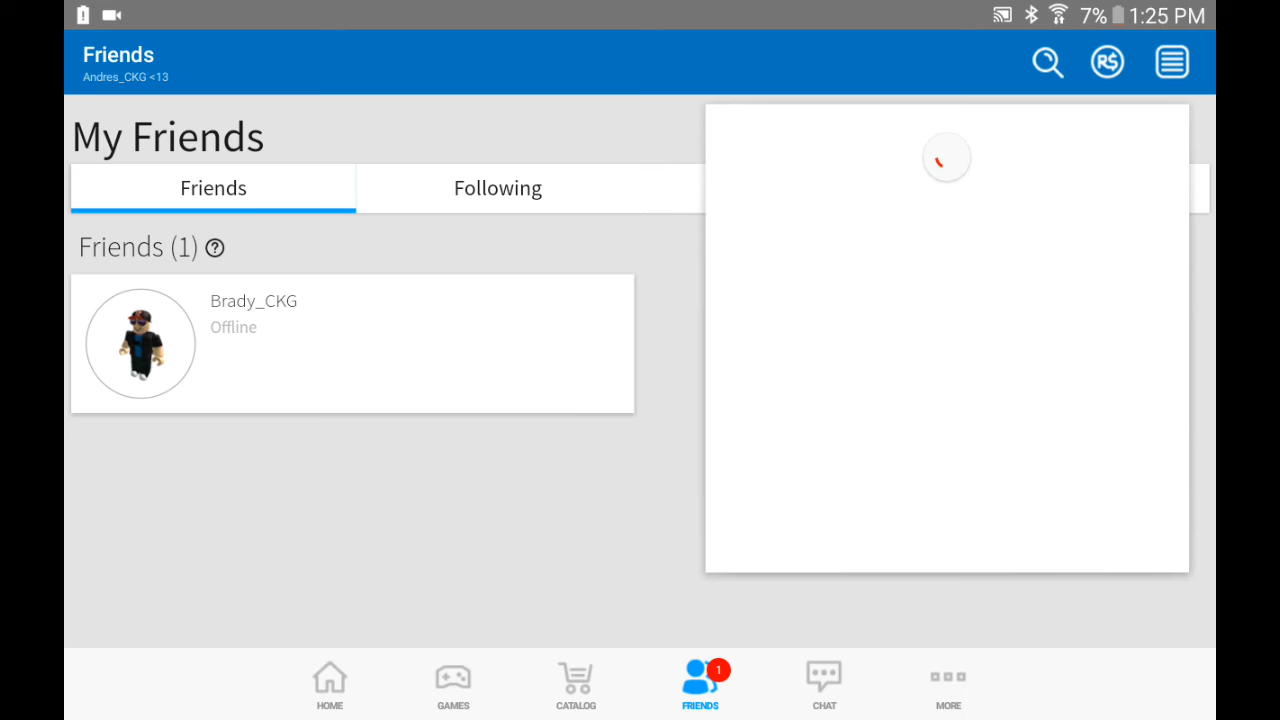 7% 1:25 PM
Friends
Andres_CKG <13
R$
My Friends
Friends
Following
Friends (1) ?
Brady_CKG
Offline
1
HOME
GAMES
CATALOG
FRIENDS
CHAT
MORE